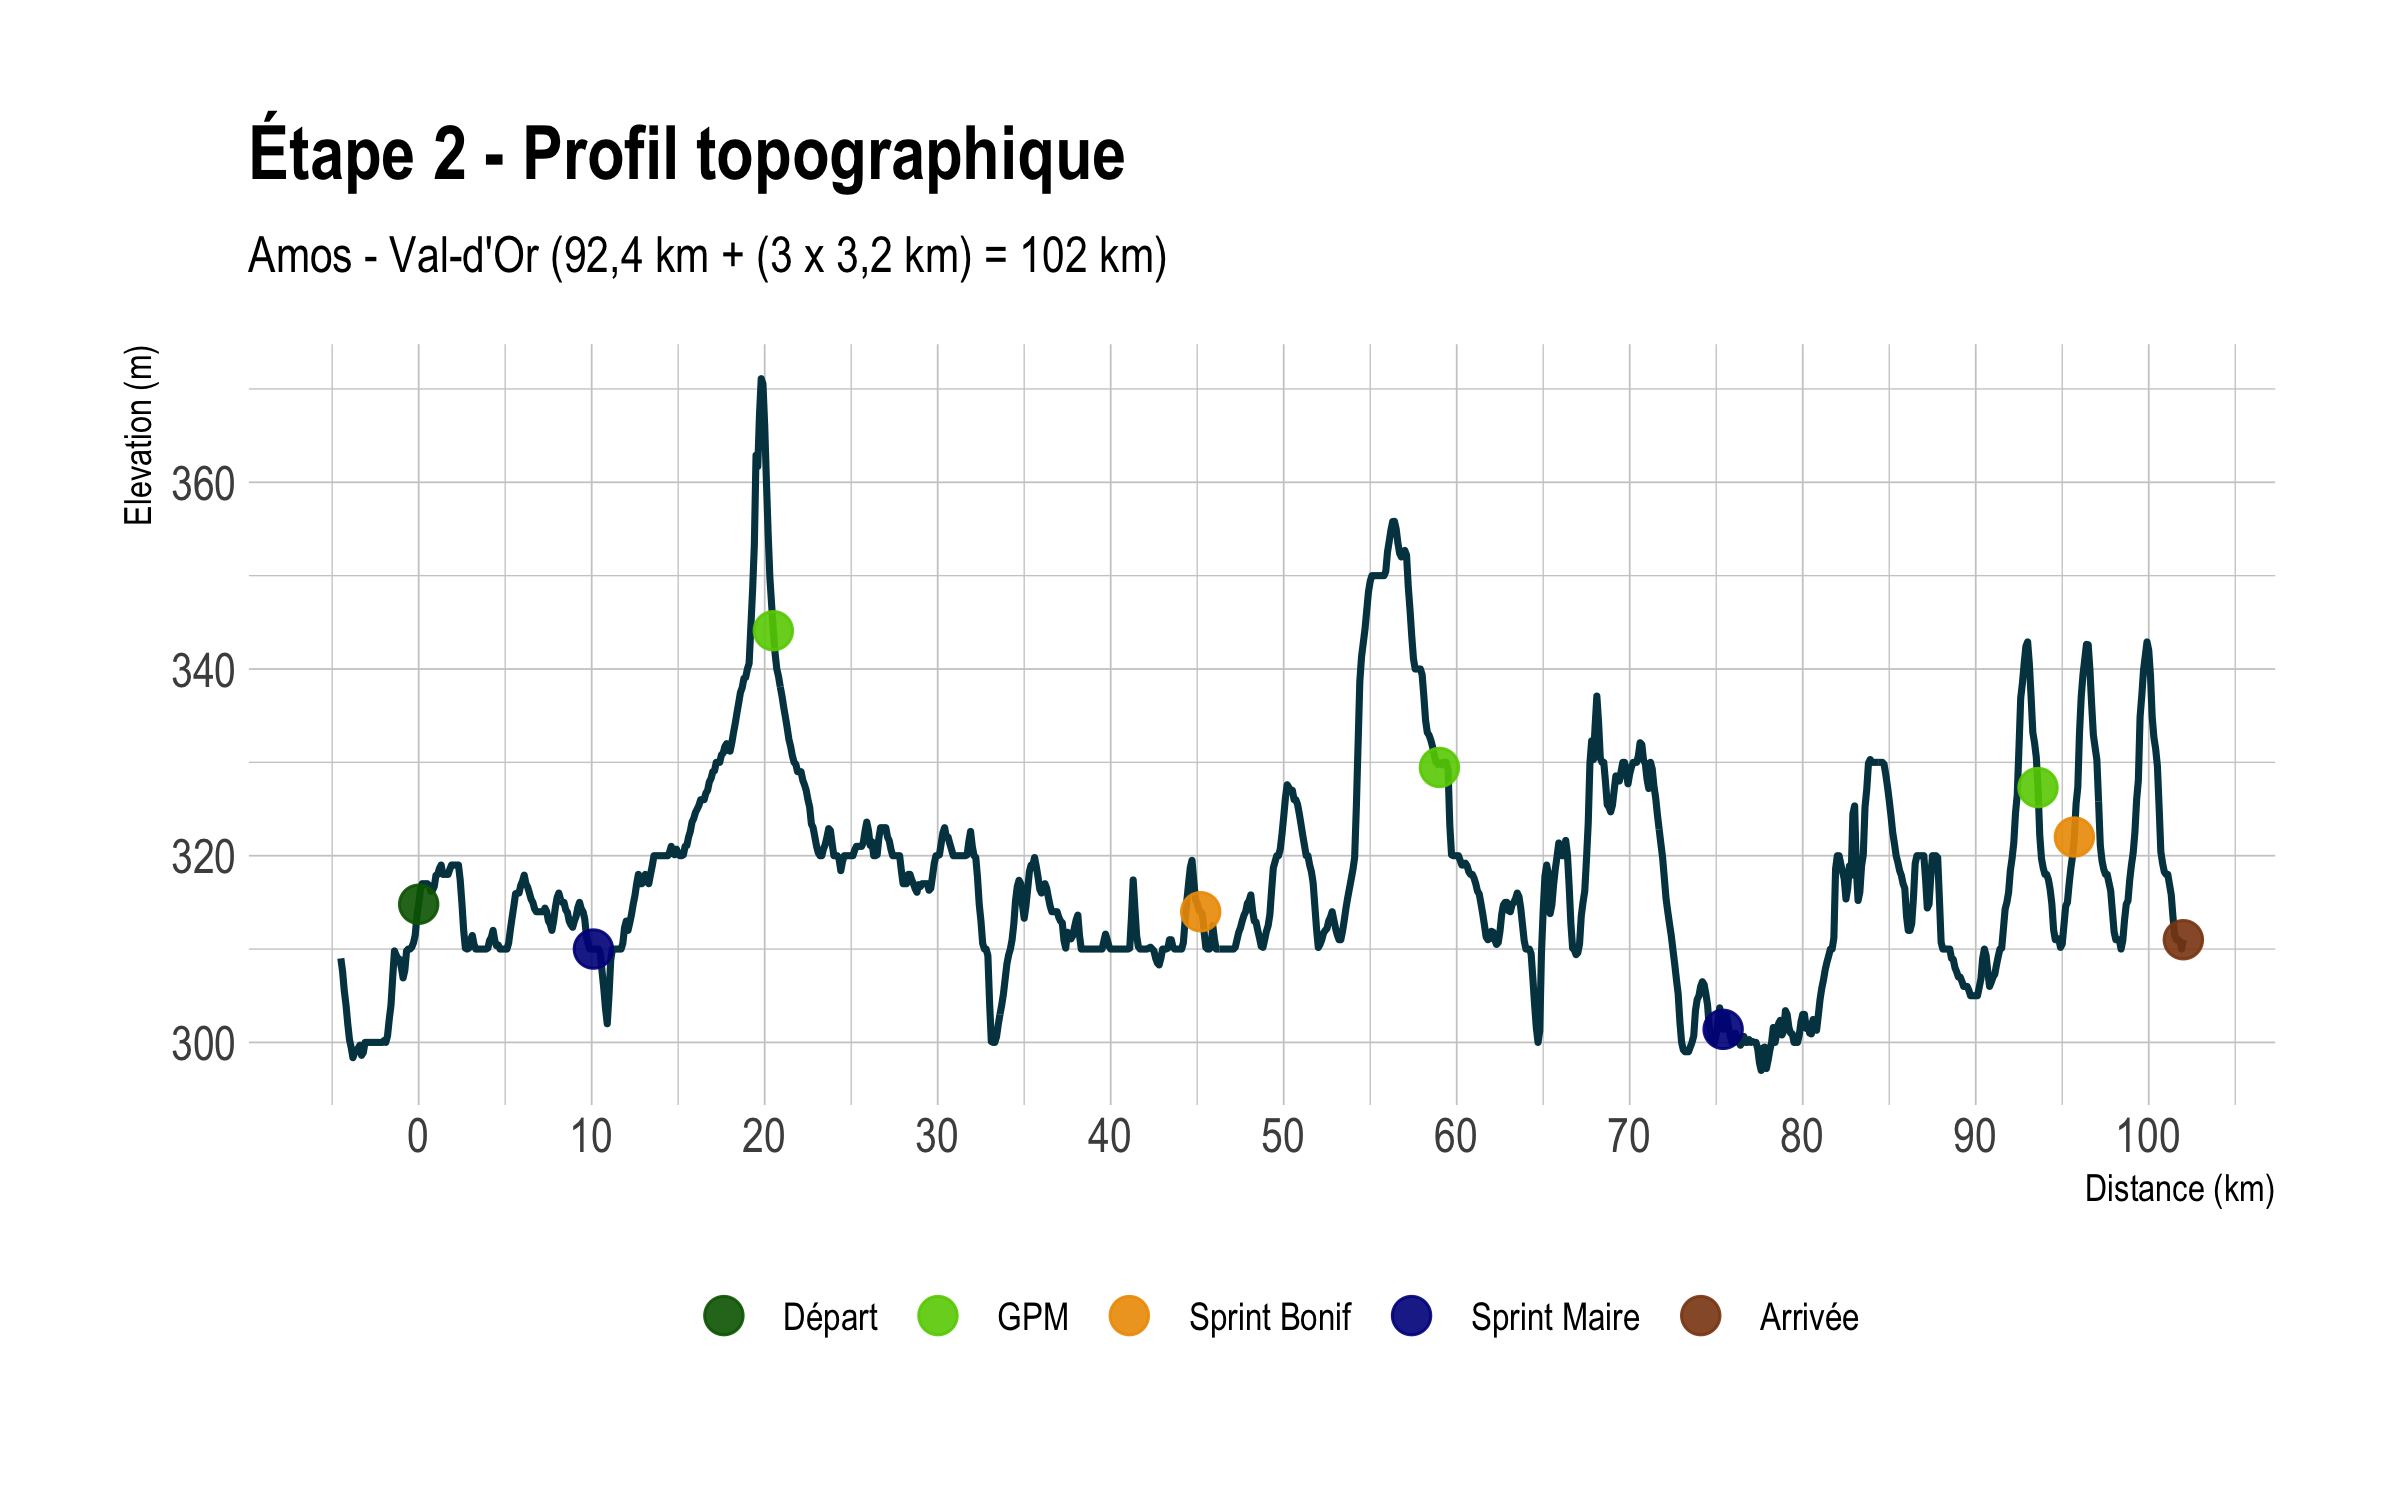 Étape 2 - Profil topographique
Amos - Val-d'Or (92,4 km + (3 x 3,2 km) = 102 km)
Elevation (m)
360
340
320
300
0 10 20 30 40 50 60 70 80 90 100
Distance (km)
Départ GPM Sprint Bonif Sprint Maire Arrivée